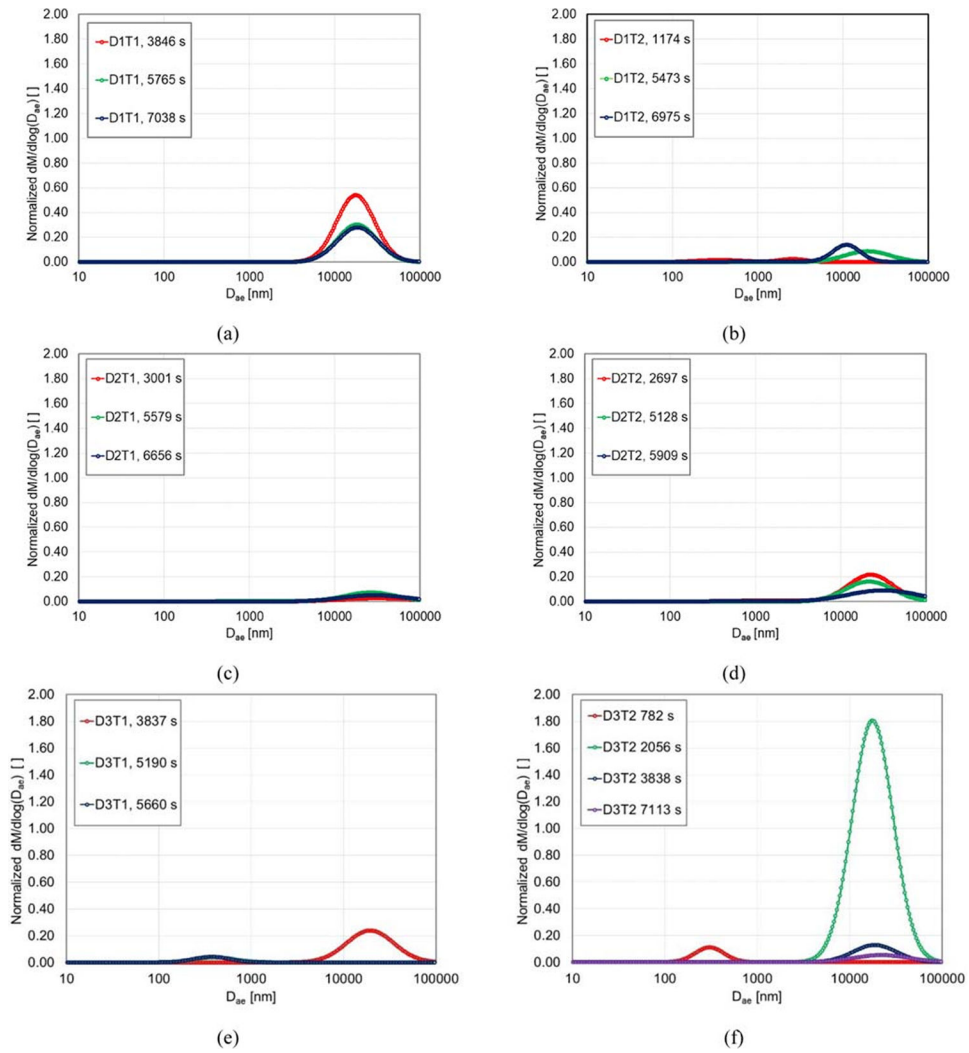 2.00
1.80
1.60
1.40
1.20
1.00
0.80
0.60
0.40
0.20
0.00
Normalized dM/dlog(Dae) [ ]
D1T1, 3846 s
D1T1, 5765 s
D1T1, 7038 s
10 100 1000 10000 100000
Dae [nm]
(a)
2.00
1.80
1.60
1.40
1.20
1.00
0.80
0.60
0.40
0.20
0.00
Normalized dM/dlog(Dae) [ ]
D1T2, 1174 s
D1T2, 5473 s
D1T2, 6975 s
10 100 1000 10000 100000
Dae [nm]
(b)
2.00
1.80
1.60
1.40
1.20
1.00
0.80
0.60
0.40
0.20
0.00
Normalized dM/dlog(Dae) [ ]
D2T1, 3001 s
D2T1, 5579 s
D2T1, 6656 s
10 100 1000 10000 100000
Dae [nm]
(c)
2.00
1.80
1.60
1.40
1.20
1.00
0.80
0.60
0.40
0.20
0.00
Normalized dM/dlog(Dae) [ ]
D2T2, 2697 s
D2T2, 5128 s
D2T2, 5909 s
10 100 1000 10000 100000
Dae [nm]
(d)
2.00
1.80
1.60
1.40
1.20
1.00
0.80
0.60
0.40
0.20
0.00
Normalized dM/dlog(Dae) [ ]
D3T1, 3837 s
D3T1, 5190 s
D3T1, 5660 s
10 100 1000 10000 100000
Dae [nm]
(e)
2.00
1.80
1.60
1.40
1.20
1.00
0.80
0.60
0.40
0.20
0.00
Normalized dM/dlog(Dae) [ ]
D3T2 782 s
D3T2 2056 s
D3T2 3838 s
D3T2 7113 s
10 100 1000 10000 100000
Dae [nm]
(f)